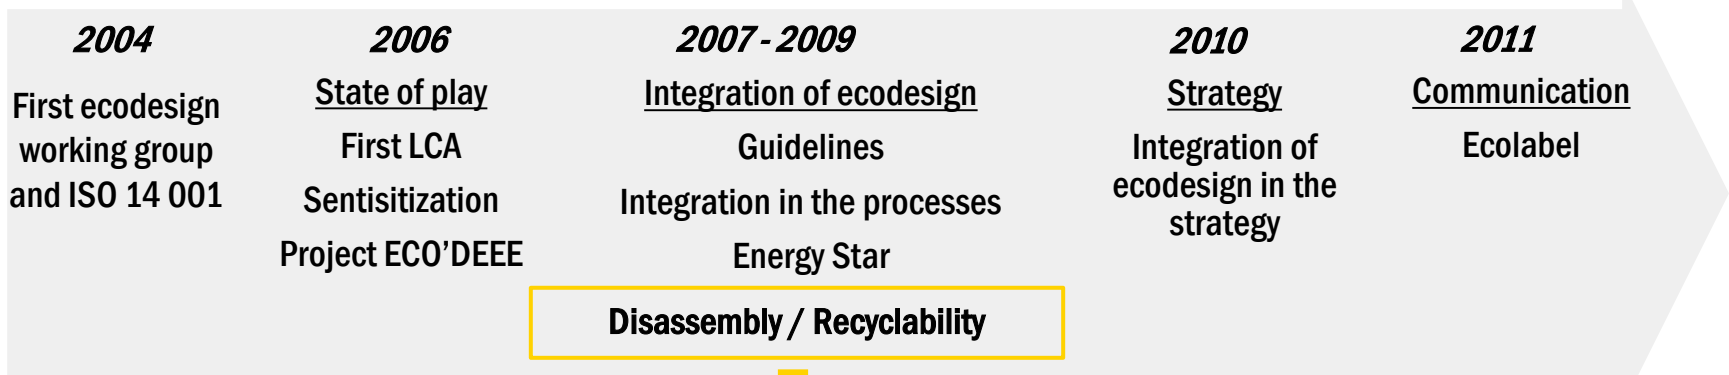 2004
First ecodesign
working group
and ISO 14 001
2006
State of play
First LCA
Sentisitization
Project ECO'DEEE
2007 - 2009
Integration of ecodesign
Guidelines
Integration in the processes
Energy Star
Disassembly / Recyclability
2010
Strategy
Integration of
ecodesign in the
strategy
2011
Communication
Ecolabel